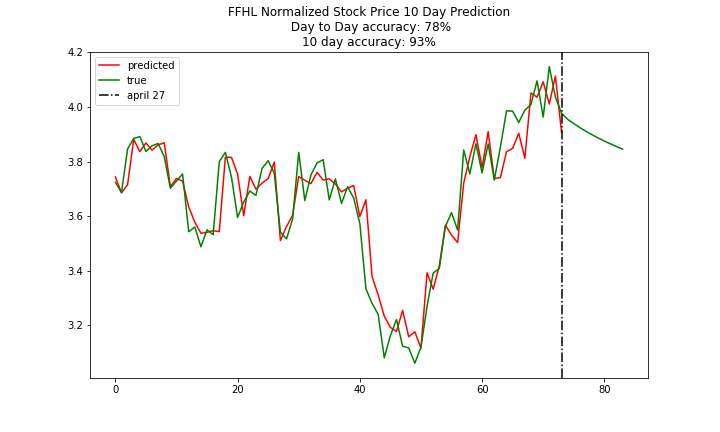 FFHL Normalized Stock Price 10 Day Prediction
Day to Day accuracy: 78%
10 day accuracy: 93%
predicted
true
april 27
4.2
4.0
3.8
3.6
3.4
3.2
0 20 40 60 80